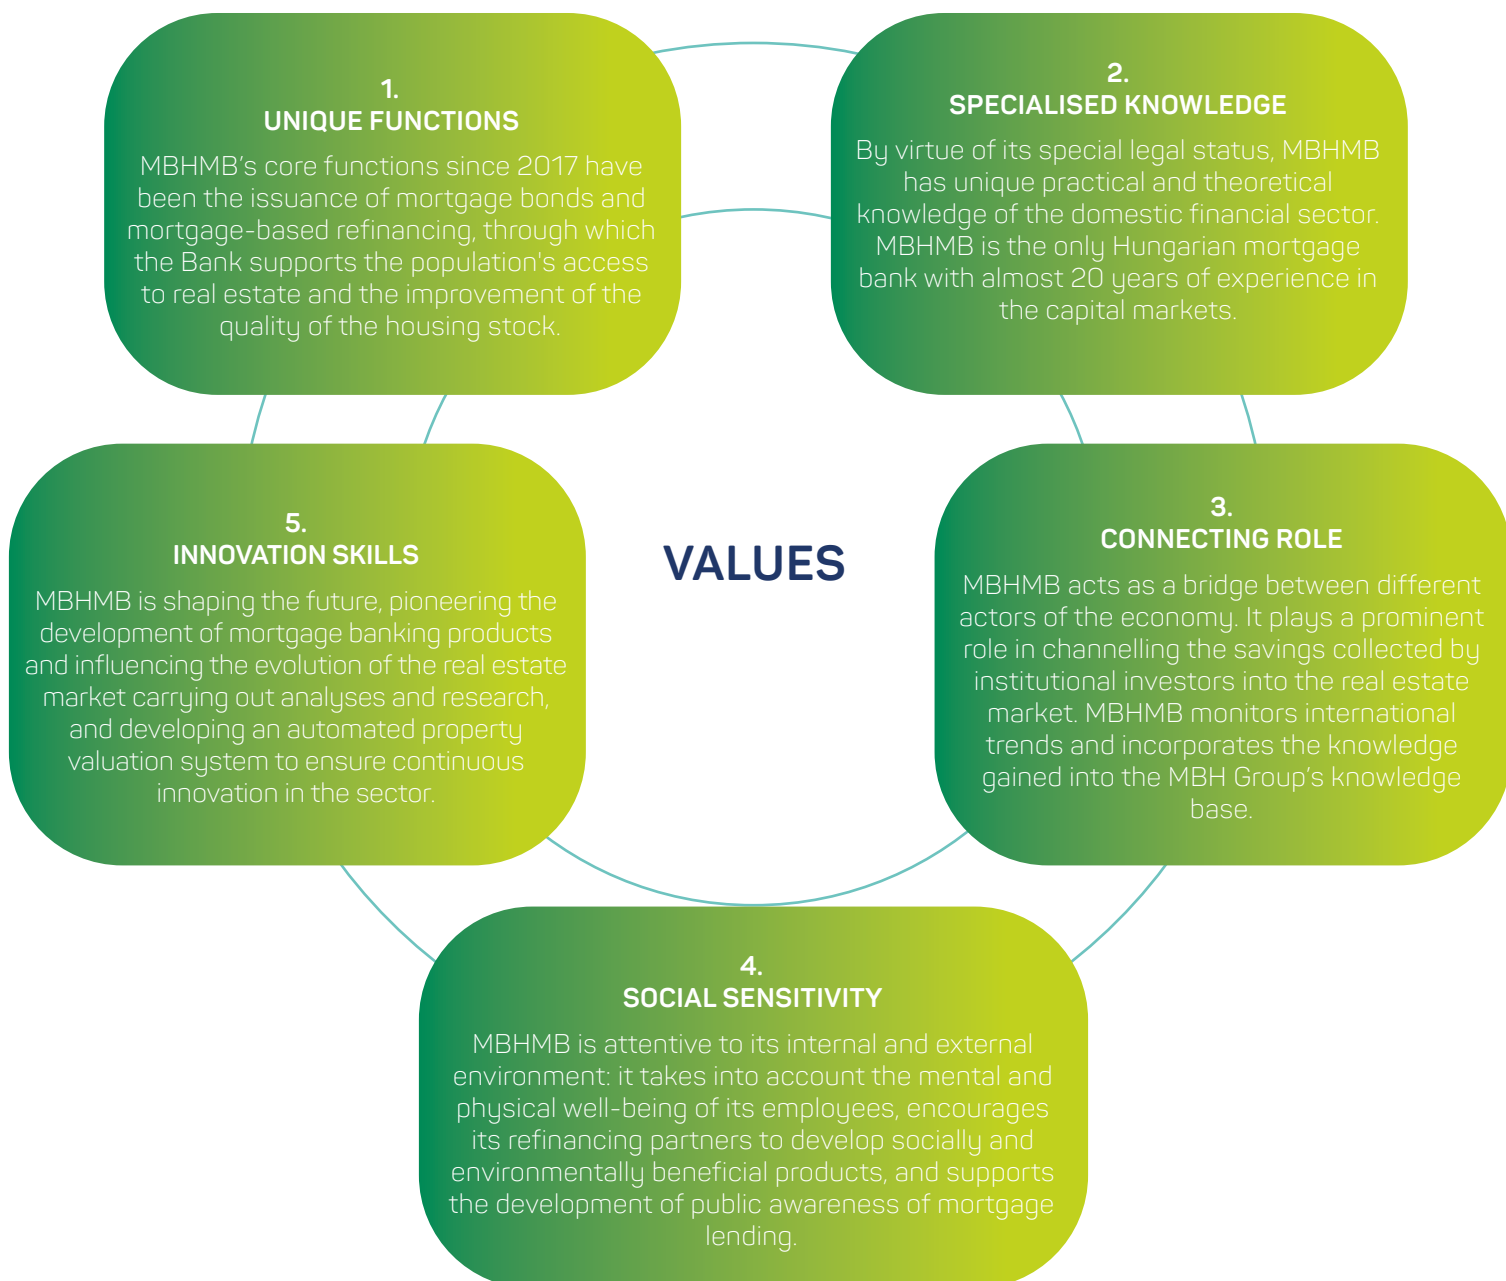 1.
UNIQUE FUNCTIONS
MBHMB's core functions since 2017 have
been the issuance of mortgage bonds and
mortgage-based refinancing, through which
the Bank supports the population's access
to real estate and the improvement of the
quality of the housing stock.
2.
SPECIALISED KNOWLEDGE
By virtue of its special legal status, MBHMB
has unique practical and theoretical
knowledge of the domestic financial sector.
MBHMB is the only Hungarian mortgage
bank with almost 20 years of experience in
the capital markets.
VALUES
3.
CONNECTING ROLE
MBHMB acts as a bridge between different
actors of the economy. It plays a prominent
role in channelling the savings collected by
institutional investors into the real estate
market. MBHMB monitors international
trends and incorporates the knowledge
gained into the MBH Group's knowledge
base.
4.
SOCIAL SENSITIVITY
MBHMB is attentive to its internal and external
environment: it takes into account the mental and
physical well-being of its employees, encourages
its refinancing partners to develop socially and
environmentally beneficial products, and supports
the development of public awareness of mortgage
lending.
5.
INNOVATION SKILLS
MBHMB is shaping the future, pioneering the
development of mortgage banking products
and influencing the evolution of the real estate
market carrying out analyses and research,
and developing an automated property
valuation system to ensure continuous
innovation in the sector.